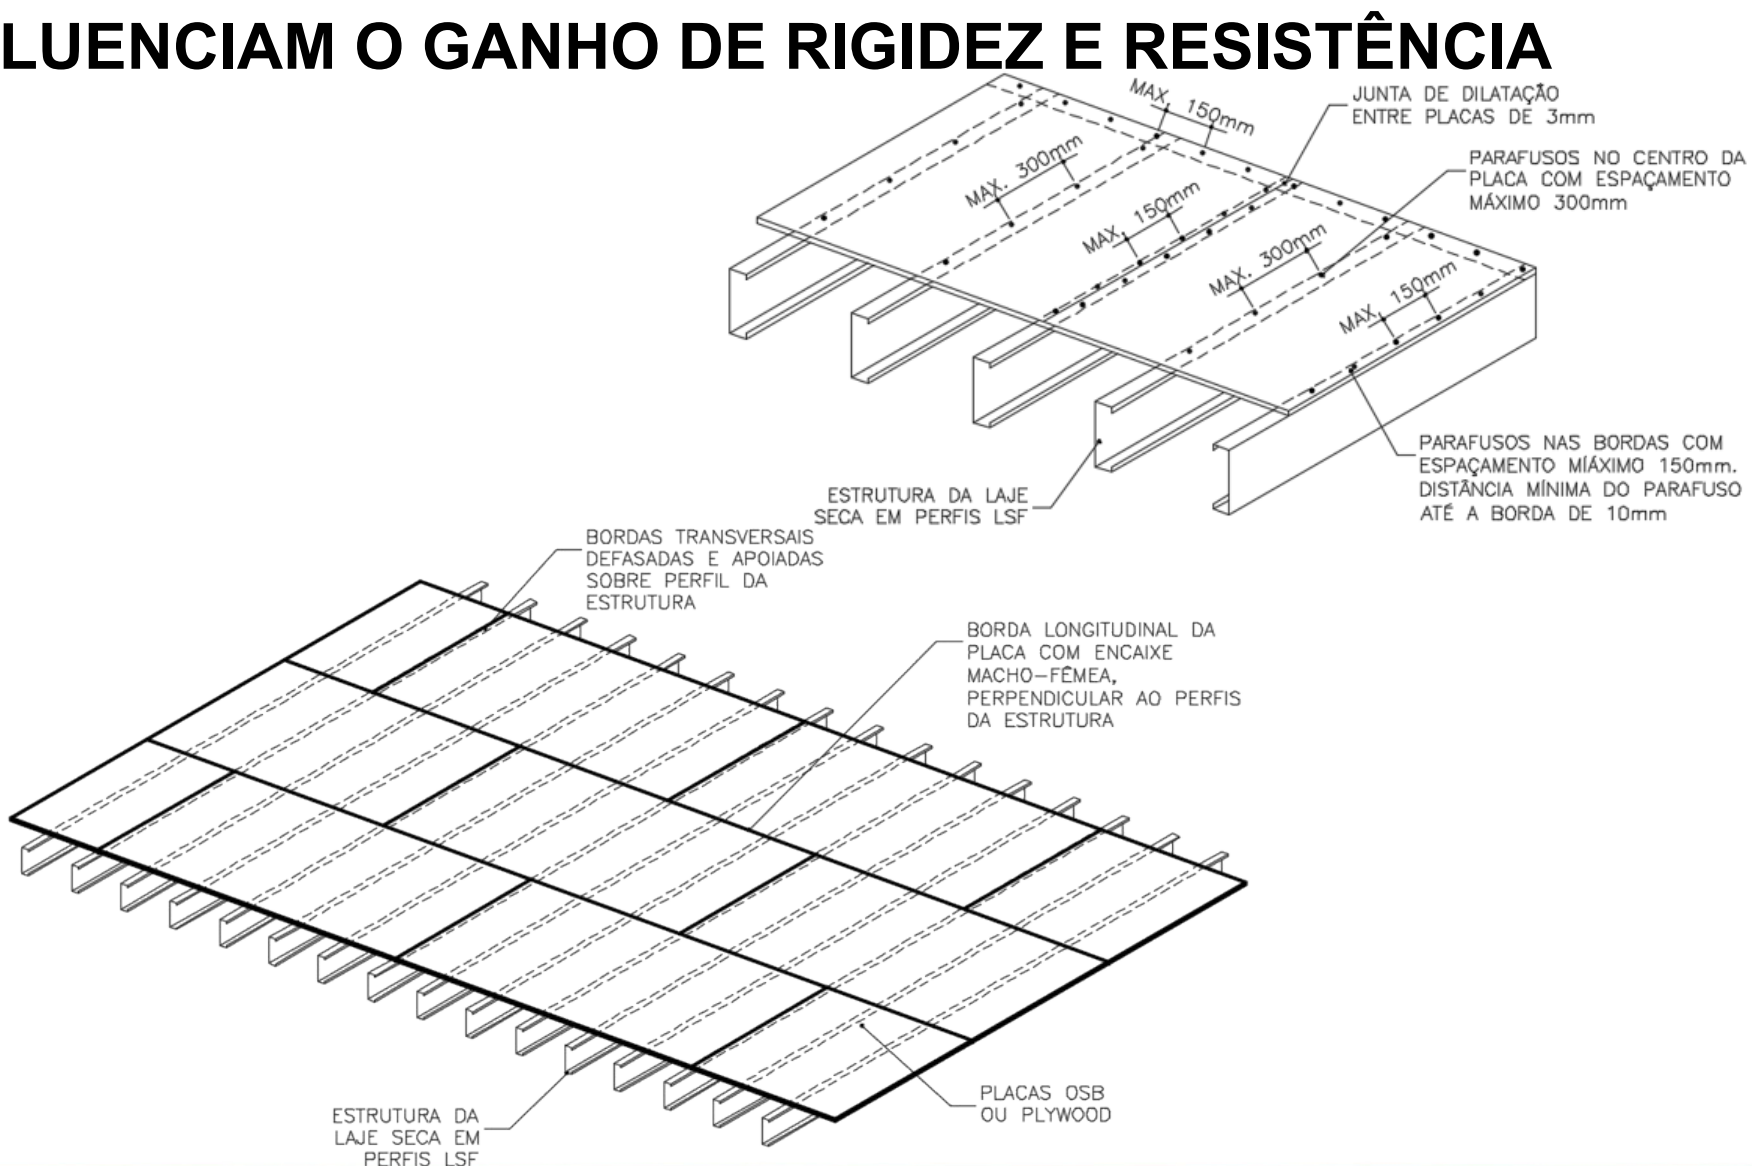 LUENCIAM O GANHO DE RIGIDEZ E RESISTÊNCIA
MAX. 150mm
JUNTA DE DILATAÇÃO
ENTRE PLACAS DE 3mm
MAX. 300mm
PARAFUSOS NO CENTRO DA
PLACA COM ESPAÇAMENTO
MÁXIMO 300mm
MAX. 150mm
MAX. 300mm
MAX. 150mm
PARAFUSOS NAS BORDAS COM
ESPAÇAMENTO MÍÁXIMO 150mm.
DISTÂNCIA MÍNIMA DO PARAFUSO
ATÉ A BORDA DE 10mm
ESTRUTURA DA LAJE
SECA EM PERFIS LSF
BORDAS TRANSVERSAIS
DEFASADAS E APOIADAS
SOBRE PERFIL DA
ESTRUTURA
BORDA LONGITUDINAL DA
PLACA COM ENCAIXE
MACHO-FÊMEA,
PERPENDICULAR AO PERFIS
DA ESTRUTURA
PLACAS OSB
OU PLYWOOD
ESTRUTURA DA
LAJE SECA EM
PERFIS LSF